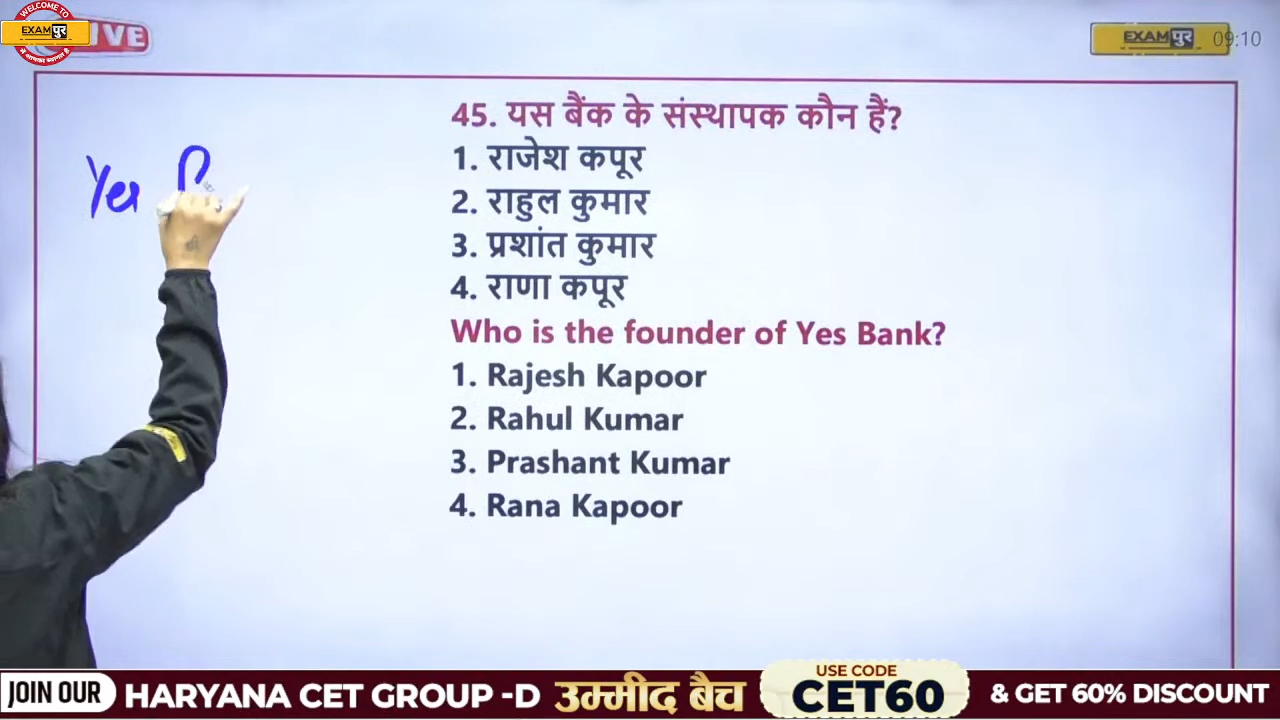 WELCOME TO
EXAMपुर
LIVE
EXAMपुर
09:10
Yes
45. यस बैंक के संस्थापक कौन हैं?
1. राजेश कपूर
2. राहुल कुमार
3. प्रशांत कुमार
4. राणा कपूर
Who is the founder of Yes Bank?
1. Rajesh Kapoor
2. Rahul Kumar
3. Prashant Kumar
4. Rana Kapoor
JOIN OUR HARYANA CET GROUP -D उम्मीद बैच USE CODE CET60 & GET 60% DISCOUNT